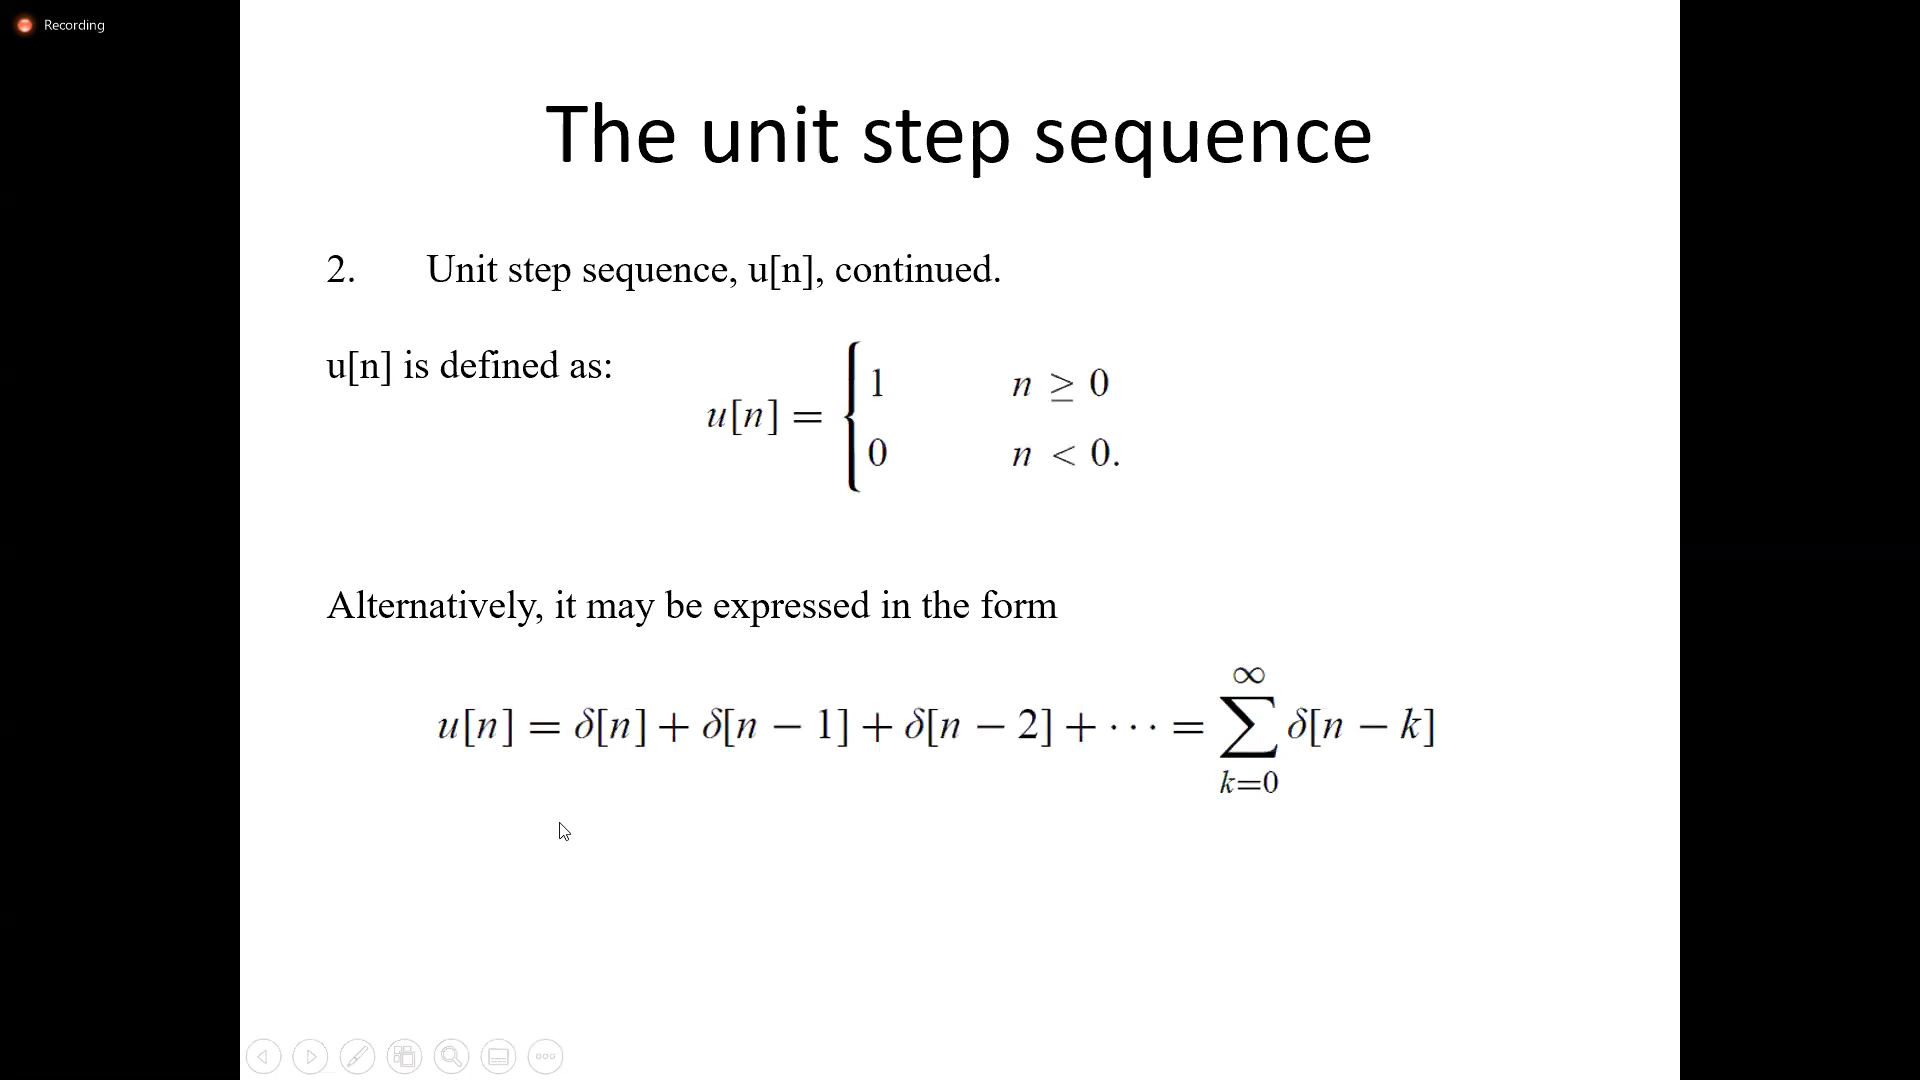 Recording
The unit step sequence
2. Unit step sequence, u[n], continued.
u[n] is defined as:
u[n] = { 1 n ≥ 0
0 n < 0.
Alternatively, it may be expressed in the form
u[n] = δ[n] + δ[n − 1] + δ[n − 2] + · · · = ∑_{k=0}^{∞} δ[n − k]